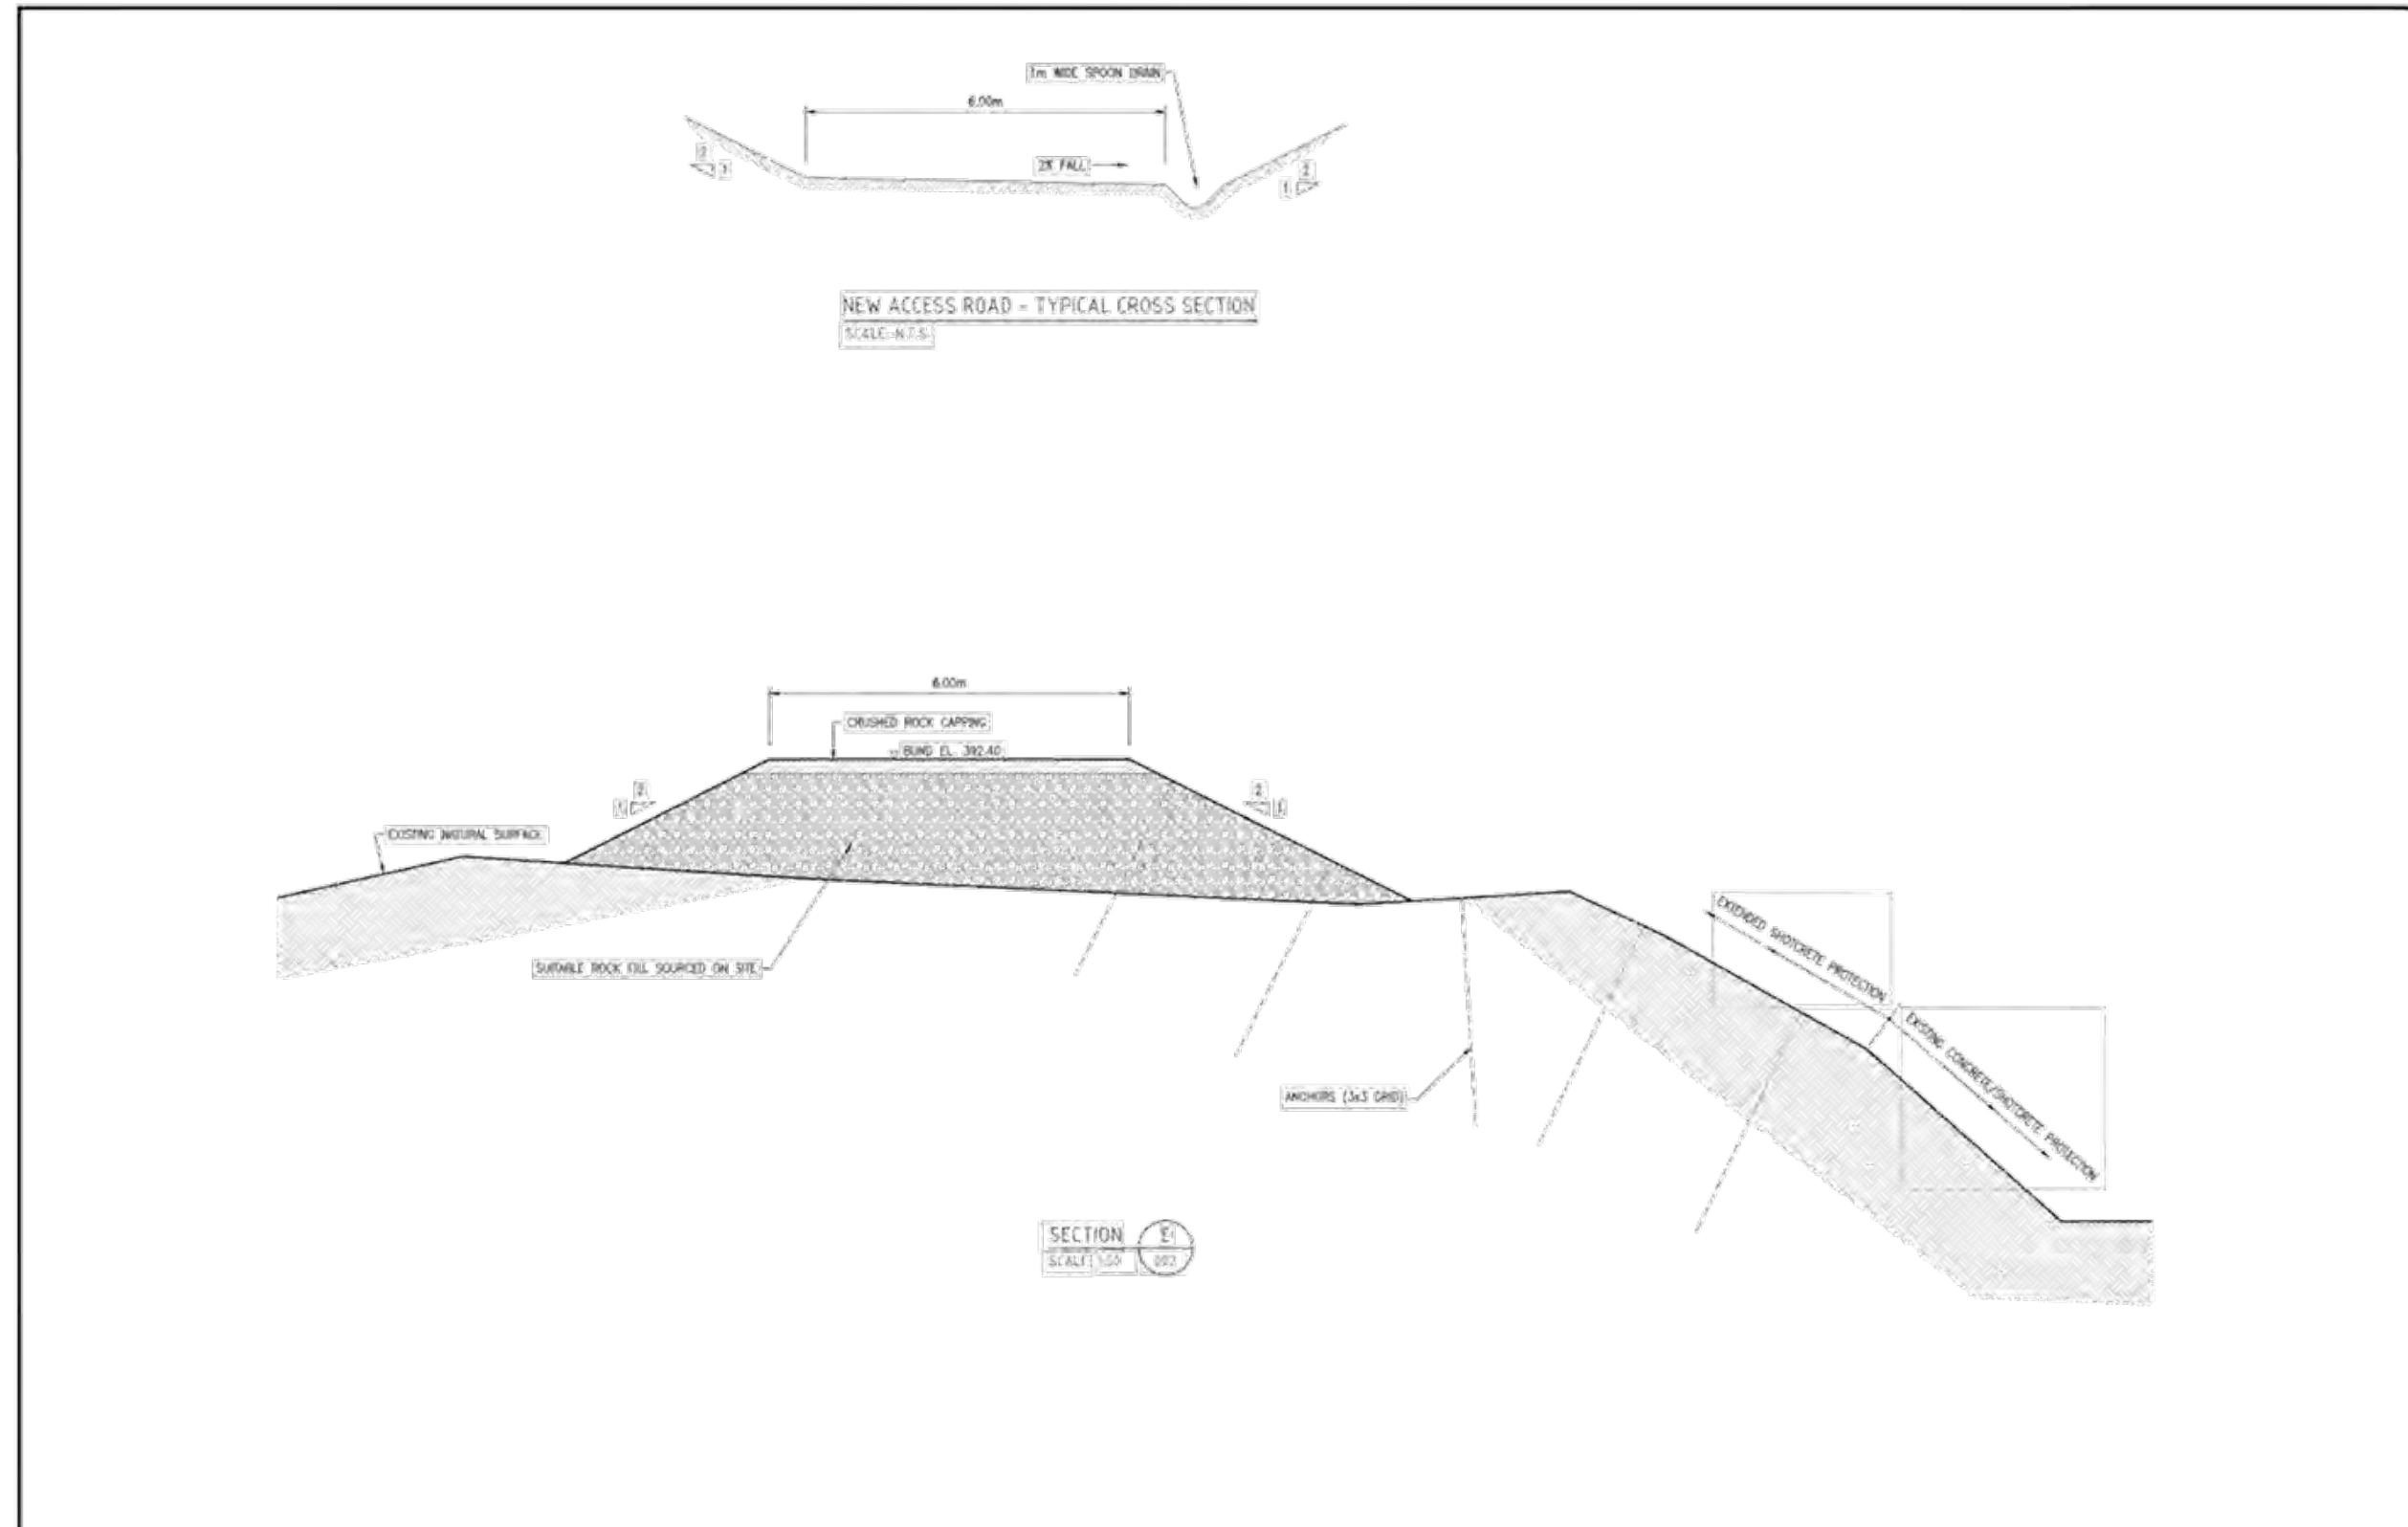 1m WIDE SPOON DRAIN
6.00m
2% FALL
2
1
2
1
NEW ACCESS ROAD - TYPICAL CROSS SECTION
SCALE: N.T.S.
6.00m
CRUSHED ROCK CAPPING
BUND EL. 392.40
2
1
2
1
EXISTING NATURAL SURFACE
SUITABLE ROCK FILL SOURCED ON SITE
EXTENDED SHOTCRETE PROTECTION
EXISTING CONCRETE/SHOTCRETE PROTECTION
ANCHORS (3x3 GRID)
SECTION E
SCALE 002